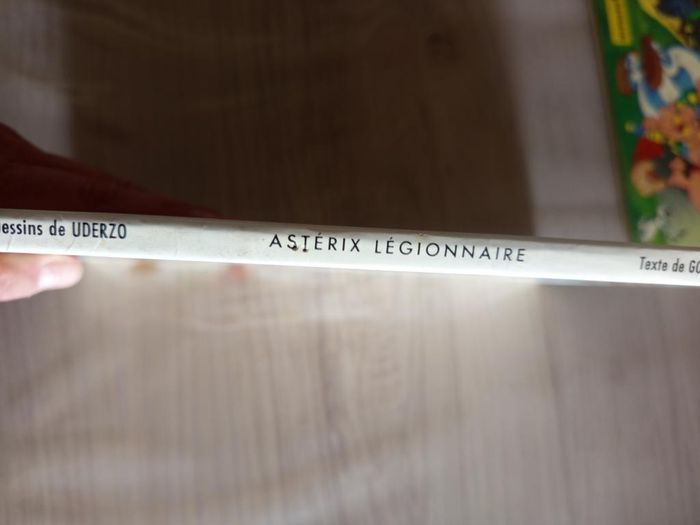 essins de UDERZO
ASTÉRIX LÉGIONNAIRE
Texte de GO